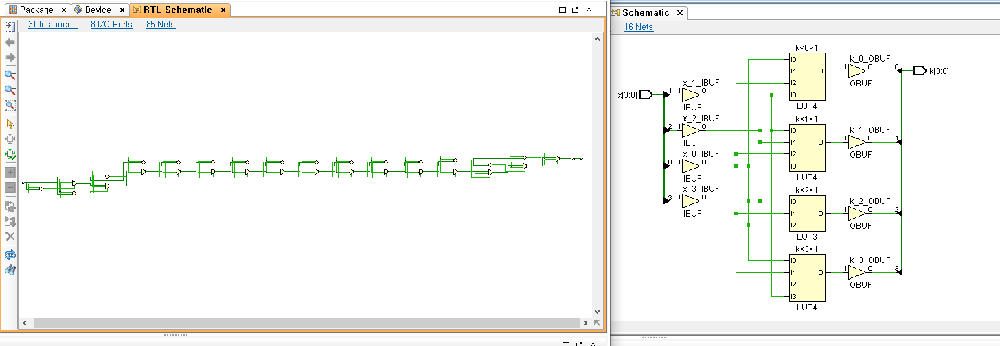 Package
Device
RTL Schematic
31 Instances 8 I/O Ports 85 Nets
Schematic
16 Nets
x[3:0]
1 I x_1_IBUF O
IBUF
2 I x_2_IBUF O
IBUF
0 I x_0_IBUF O
IBUF
3 I x_3_IBUF O
IBUF
k<0>1
I0
I1
I2
I3
O
LUT4
k<1>1
I0
I1
I2
I3
O
LUT4
k<2>1
I0
I1
I2
O
LUT3
k<3>1
I0
I1
I2
I3
O
LUT4
I k_0_OBUF O 0
OBUF
I k_1_OBUF O 1
OBUF
I k_2_OBUF O 2
OBUF
I k_3_OBUF O 3
OBUF
k[3:0]